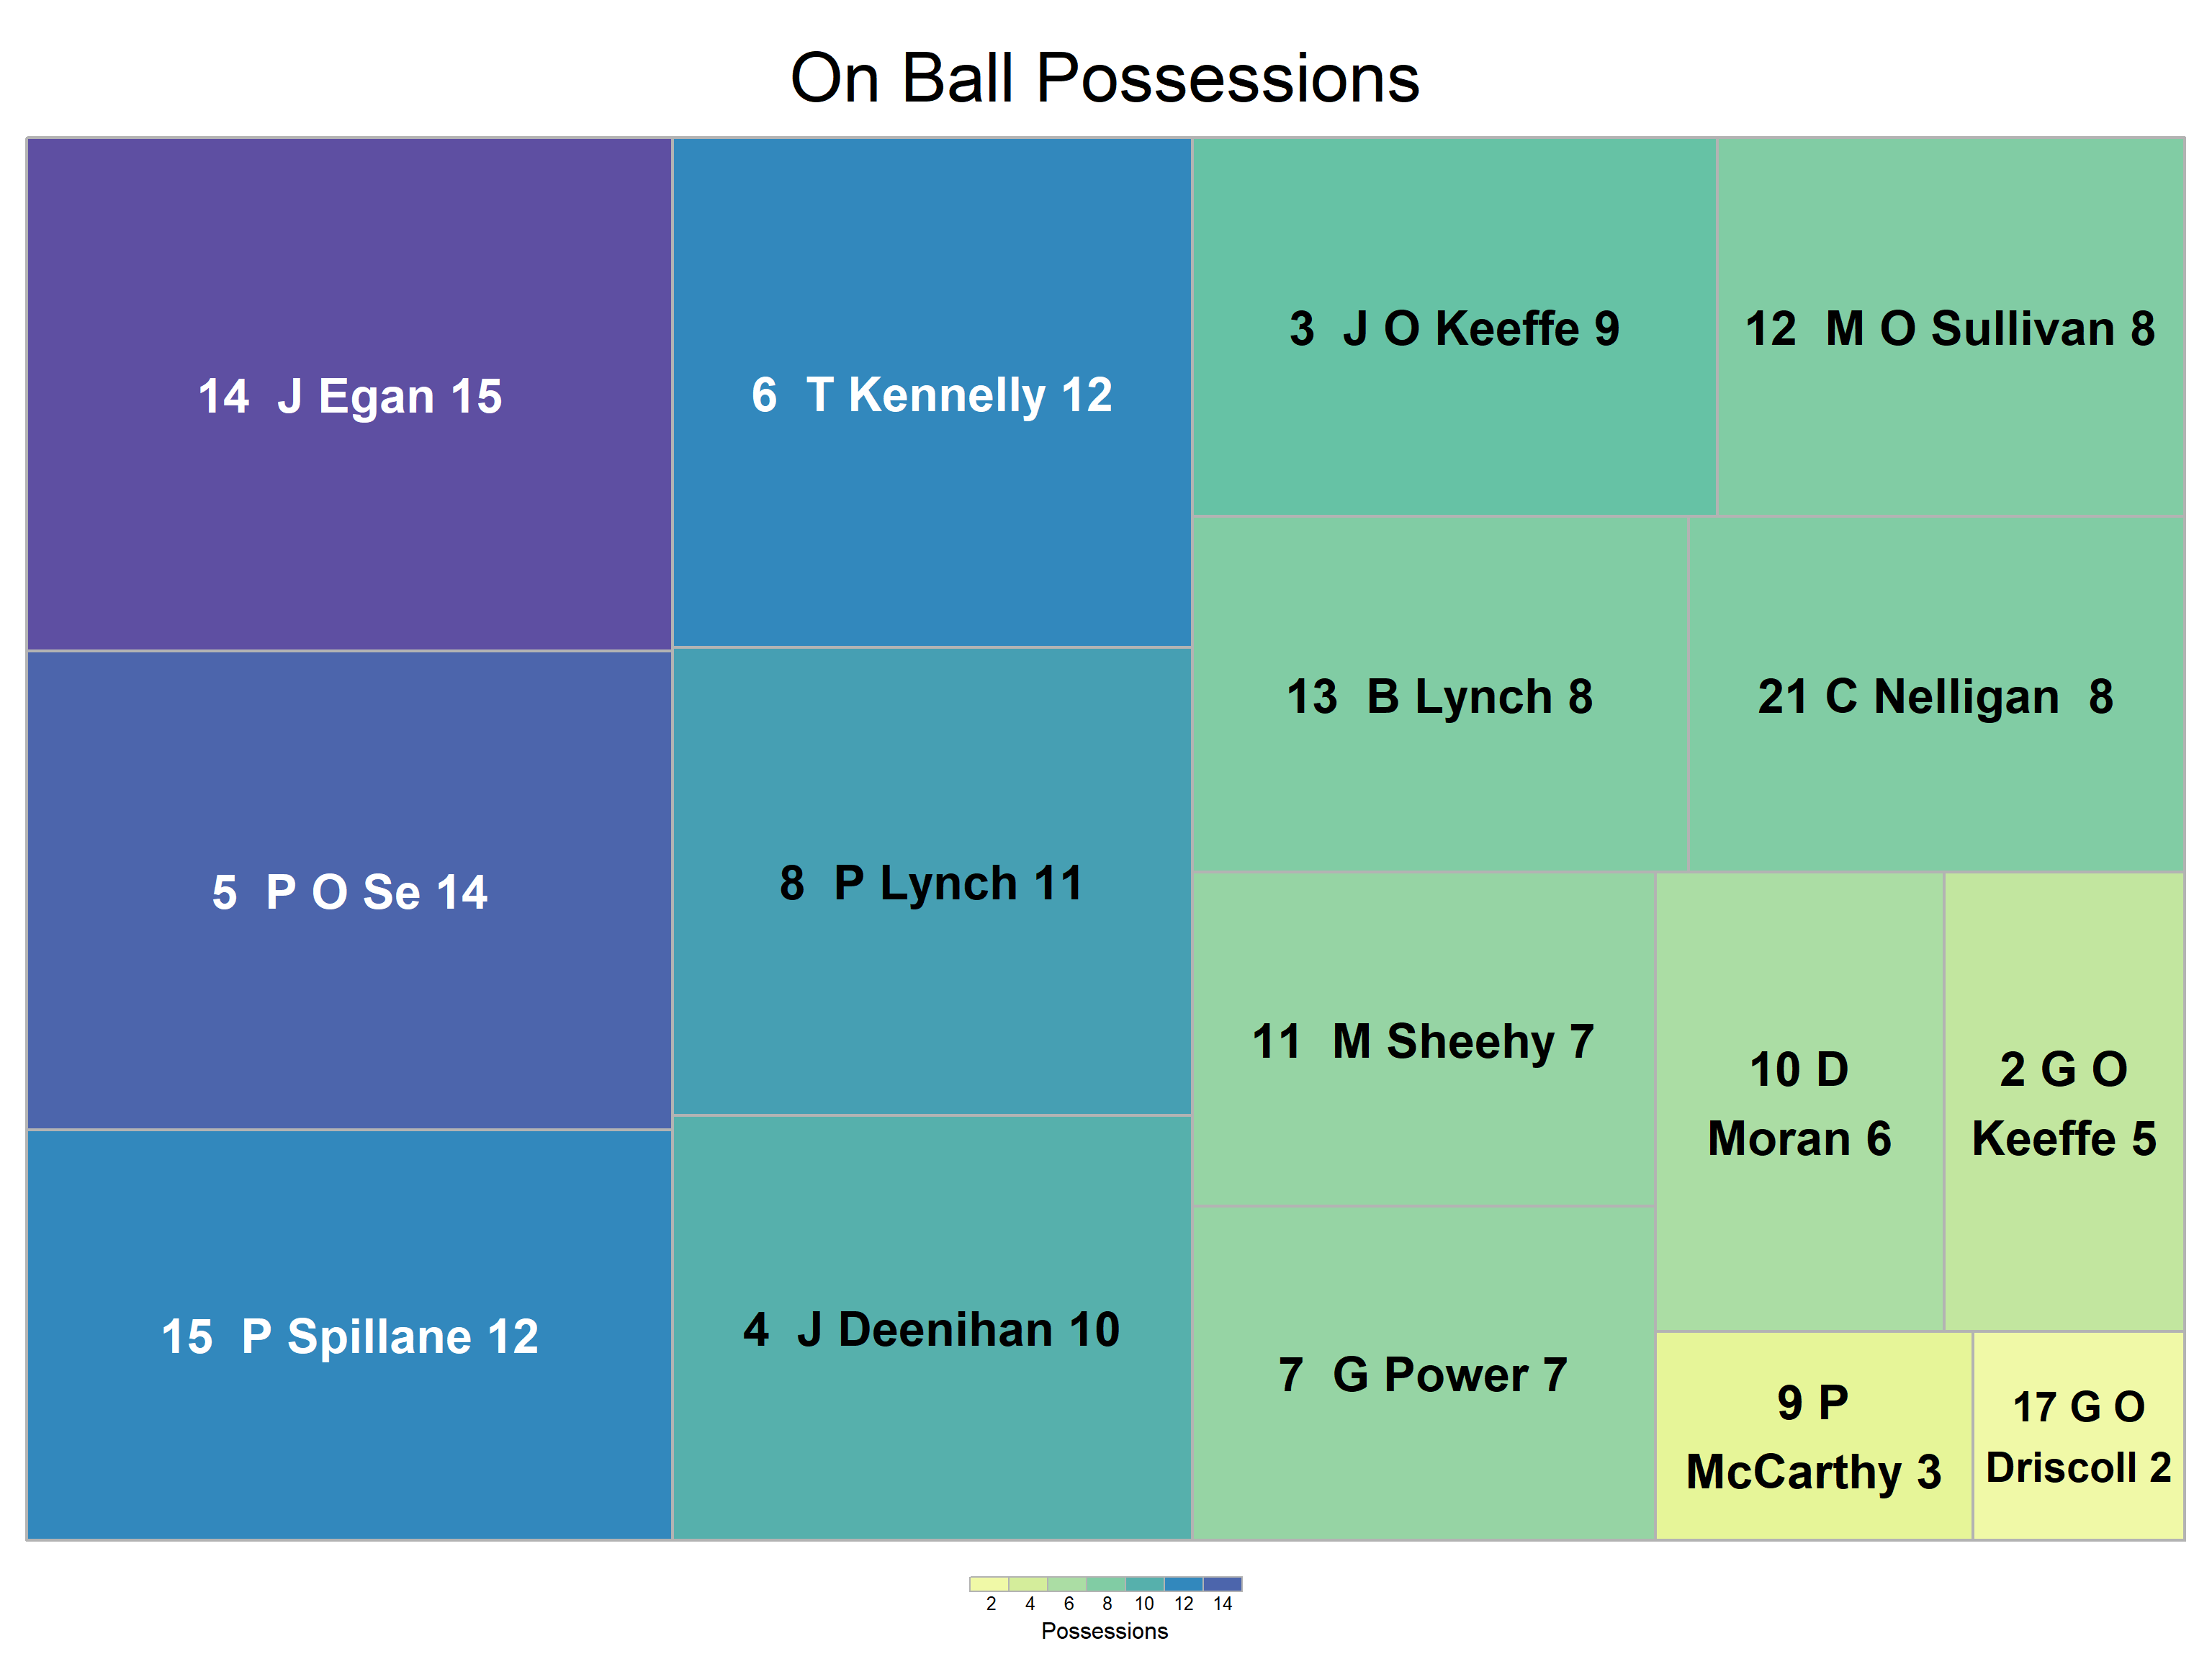 On Ball Possessions
14  J Egan 15
5  P O Se 14
15  P Spillane 12
6  T Kennelly 12
8  P Lynch 11
4  J Deenihan 10
3  J O Keeffe 9
12  M O Sullivan 8
13  B Lynch 8
21 C Nelligan  8
11  M Sheehy 7
7  G Power 7
10 D
Moran 6
2 G O
Keeffe 5
9 P
McCarthy 3
17 G O
Driscoll 2
2 4 6 8 10 12 14
Possessions